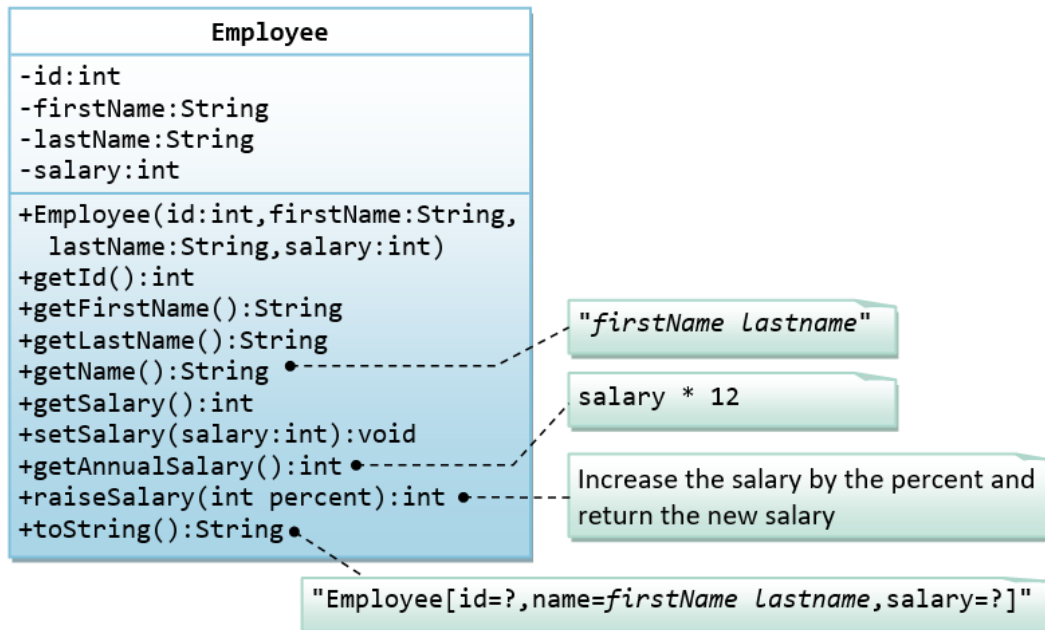 Employee
-id:int
-firstName:String
-lastName:String
-salary:int
+Employee(id:int,firstName:String,
lastName:String,salary:int)
+getId():int
+getFirstName():String
+getLastName():String
+getName():String
+getSalary():int
+setSalary(salary:int):void
+getAnnualSalary():int
+raiseSalary(int percent):int
+toString():String
"firstName lastname"
salary * 12
Increase the salary by the percent and
return the new salary
"Employee[id=?,name=firstName lastname,salary=?]"